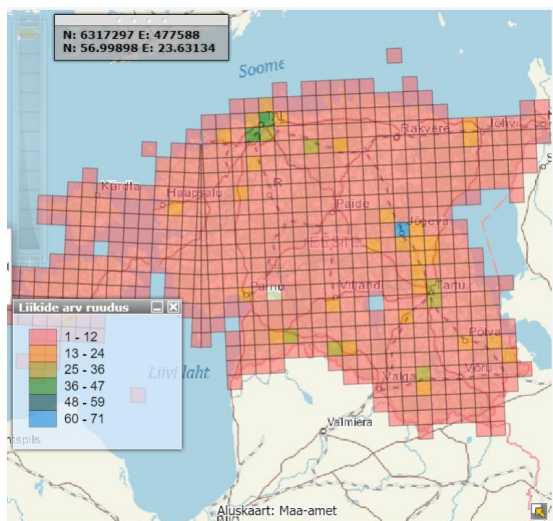 N: 6317297 E: 477588
N: 56.99898 E: 23.63134
Soome
Rakvere
Jõhvi
Kärdla
Haapsalu
R
Paide
Jõgeva
EESTI
Pärnu
Viljandi
Tartu
Liikide arv ruudus
1 - 12
13 - 24
25 - 36
36 - 47
48 - 59
60 - 71
Põlva
Võru
Valga
Liivi laht
Valmiera
ntspils
Aluskaart: Maa-amet